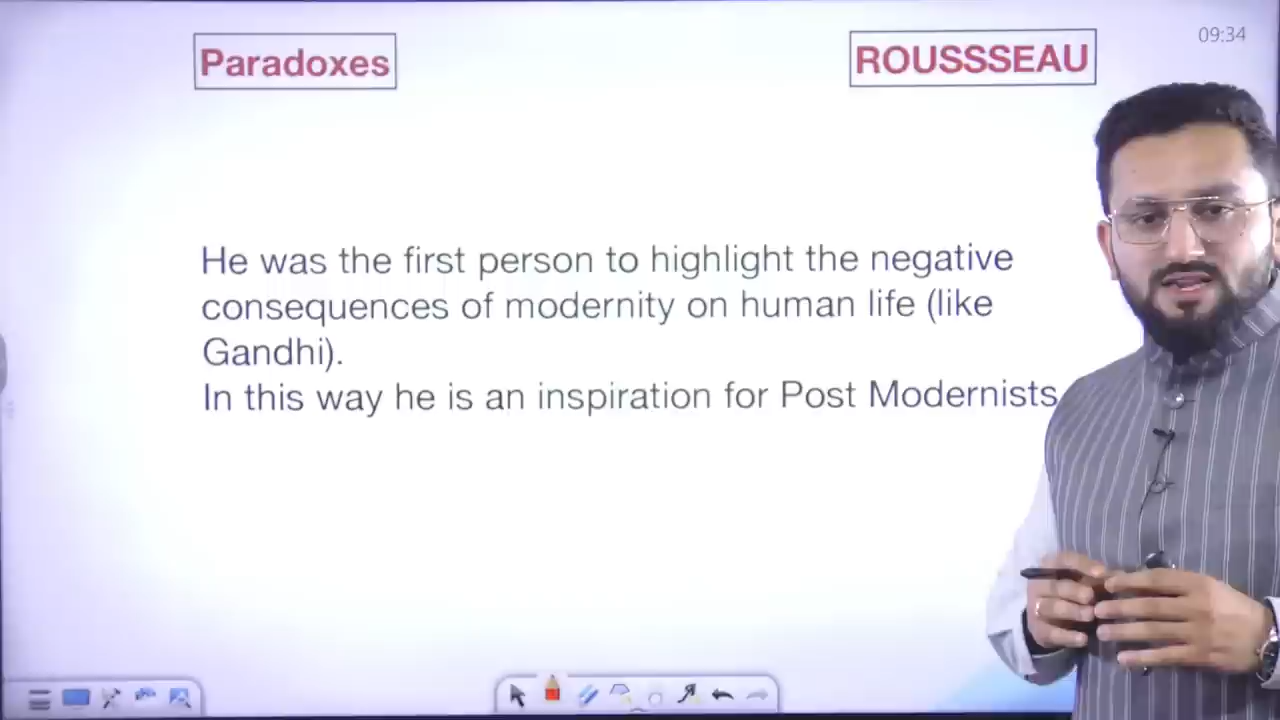 Paradoxes
ROUSSSEAU
09:34
He was the first person to highlight the negative
consequences of modernity on human life (like
Gandhi).
In this way he is an inspiration for Post Modernists